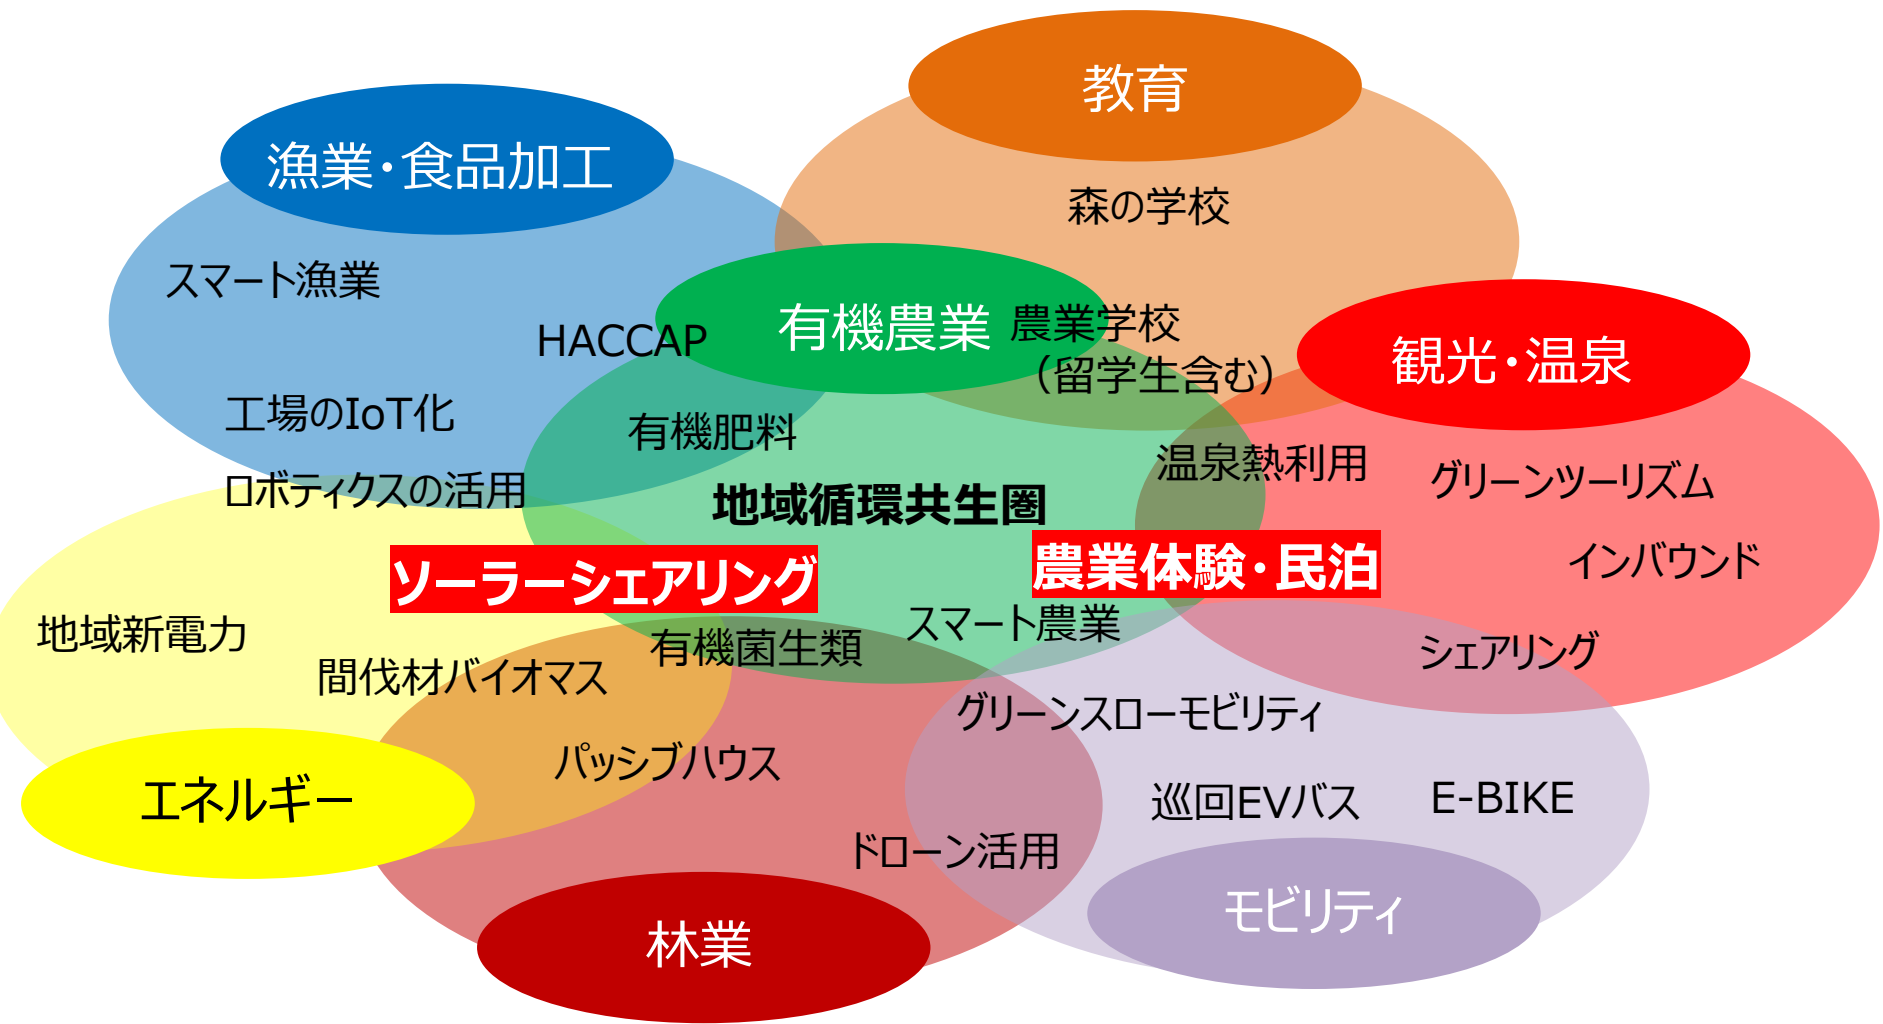 教育
漁業・食品加工
森の学校
スマート漁業
有機農業
農業学校
（留学生含む）
HACCAP
観光・温泉
工場のIoT化
有機肥料
温泉熱利用
グリーンツーリズム
ロボティクスの活用
地域循環共生圏
ソーラーシェアリング
農業体験・民泊
インバウンド
地域新電力
スマート農業
有機菌生類
シェアリング
間伐材バイオマス
グリーンスローモビリティ
パッシブハウス
エネルギー
巡回EVバス
E-BIKE
ドローン活用
モビリティ
林業